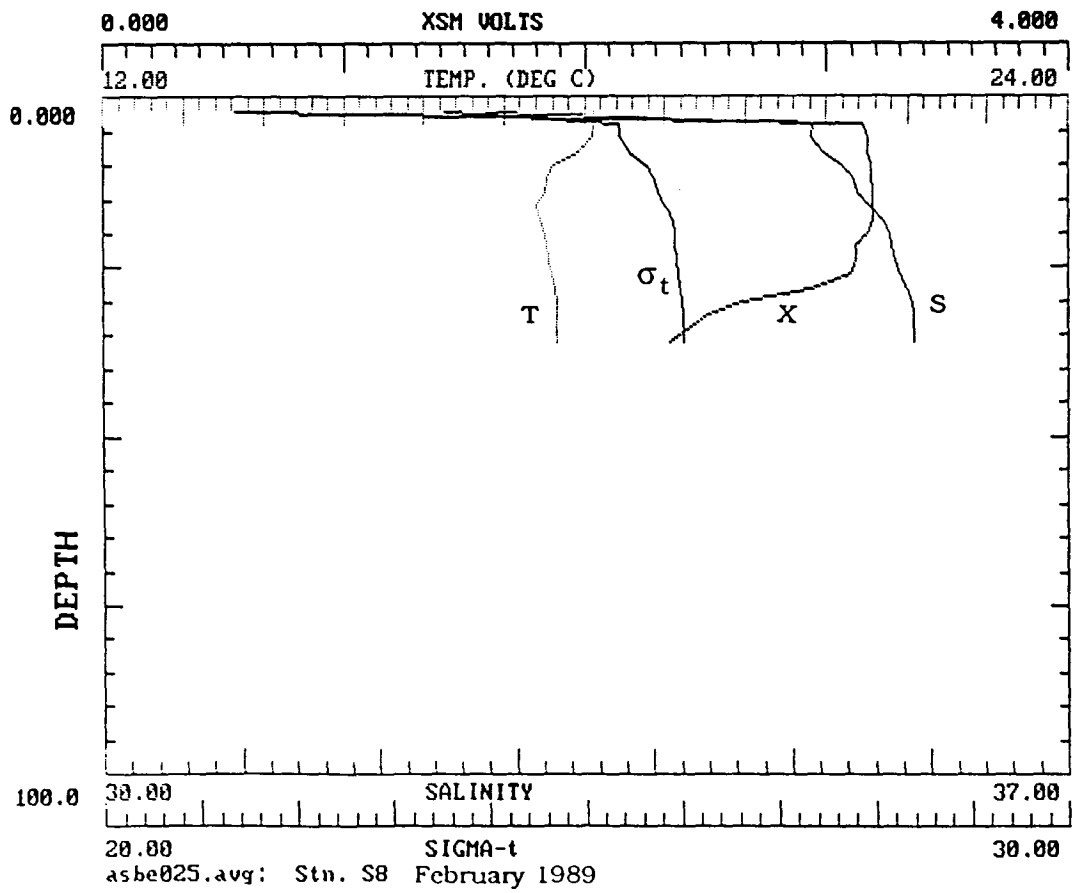 0.000 XSM VOLTS 4.000
12.00 TEMP. (DEG C) 24.00
0.000
σt
T X S
DEPTH
100.0 30.00 SALINITY 37.00
20.00 SIGMA-t 30.00
asbe025.avg: Stn. S8 February 1989